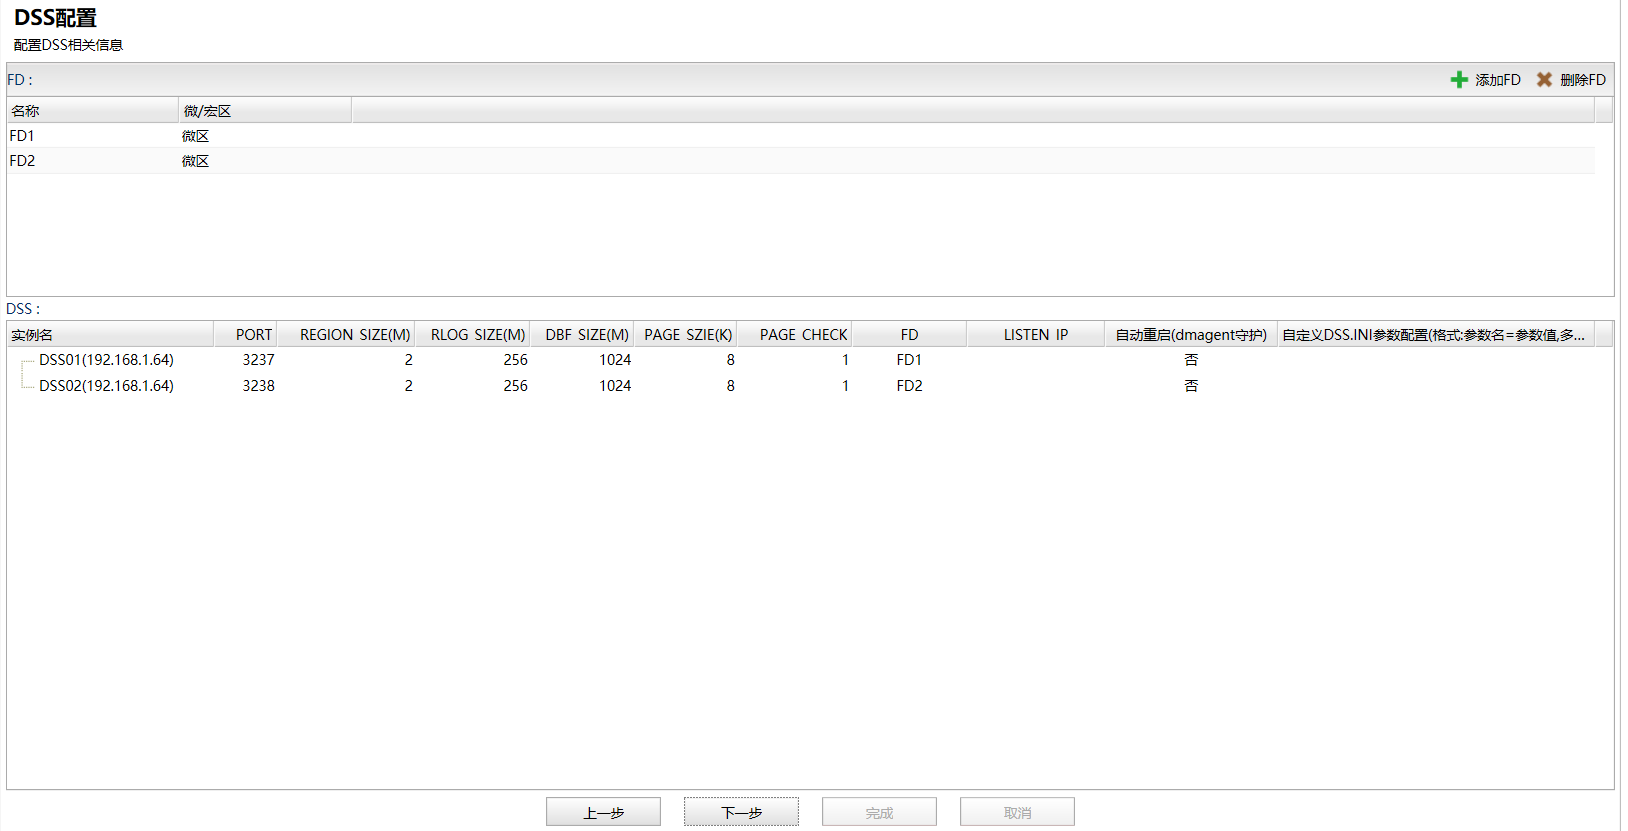 DSS配置
配置DSS相关信息
FD : 添加FD 删除FD
名称 微/宏区
FD1 微区
FD2 微区
DSS :
实例名 PORT REGION SIZE(M) RLOG SIZE(M) DBF SIZE(M) PAGE SZIE(K) PAGE CHECK FD LISTEN IP 自动重启(dmagent守护) 自定义DSS.INI参数配置(格式:参数名=参数值,多...
DSS01(192.168.1.64) 3237 2 256 1024 8 1 FD1 否
DSS02(192.168.1.64) 3238 2 256 1024 8 1 FD2 否
上一步 下一步 完成 取消